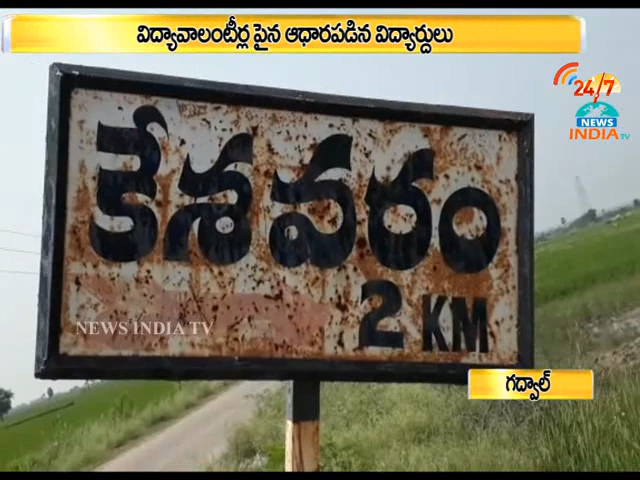 విద్యావాలంటీర్ల పైన ఆధారపడిన విద్యార్దులు
24/7
NEWS
INDIA TV
కేశవరం
2 KM
NEWS INDIA TV
గద్వాల్